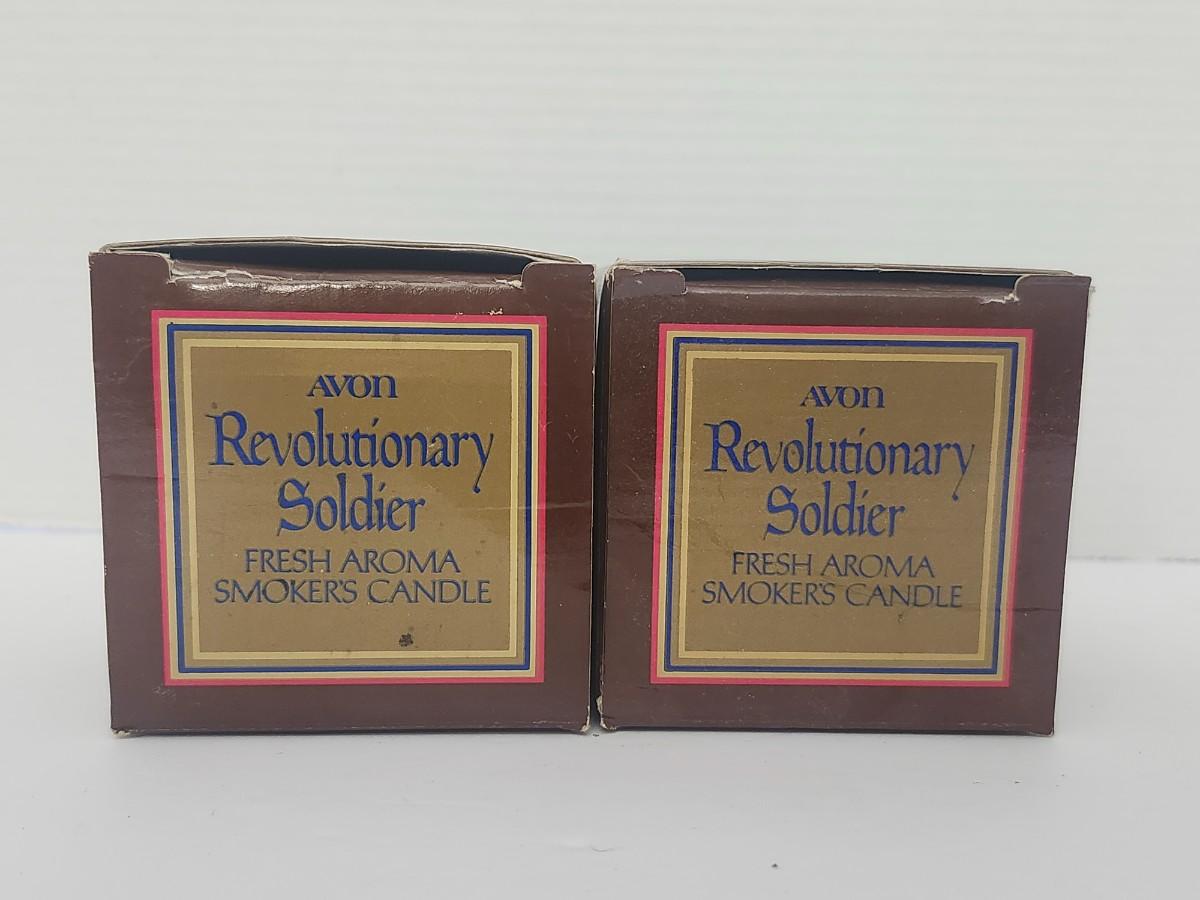 AVON
Revolutionary
Soldier
FRESH AROMA
SMOKER'S CANDLE
AVON
Revolutionary
Soldier
FRESH AROMA
SMOKER'S CANDLE